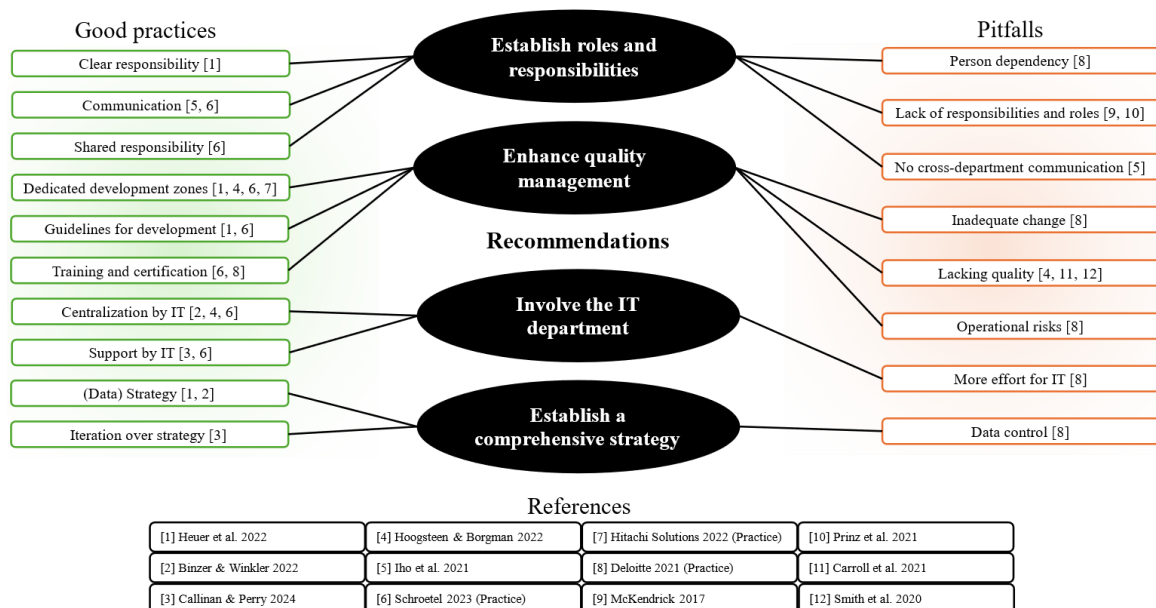 Good practices
Clear responsibility [1]
Communication [5, 6]
Shared responsibility [6]
Dedicated development zones [1, 4, 6, 7]
Guidelines for development [1, 6]
Training and certification [6, 8]
Centralization by IT [2, 4, 6]
Support by IT [3, 6]
(Data) Strategy [1, 2]
Iteration over strategy [3]
Establish roles and
responsibilities
Enhance quality
management
Recommendations
Involve the IT
department
Establish a
comprehensive strategy
Pitfalls
Person dependency [8]
Lack of responsibilities and roles [9, 10]
No cross-department communication [5]
Inadequate change [8]
Lacking quality [4, 11, 12]
Operational risks [8]
More effort for IT [8]
Data control [8]
References
[1] Heuer et al. 2022
[4] Hoogsteen & Borgman 2022
[7] Hitachi Solutions 2022 (Practice)
[10] Prinz et al. 2021
[2] Binzer & Winkler 2022
[5] Iho et al. 2021
[8] Deloitte 2021 (Practice)
[11] Carroll et al. 2021
[3] Callinan & Perry 2024
[6] Schroetel 2023 (Practice)
[9] McKendrick 2017
[12] Smith et al. 2020